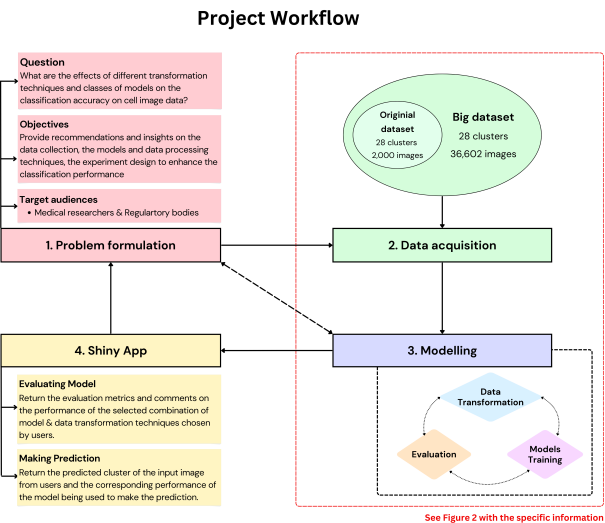 Project Workflow
Question
What are the effects of different transformation
techniques and classes of models on the
classification accuracy on cell image data?
Objectives
Provide recommendations and insights on the
data collection, the models and data processing
techniques, the experiment design to enhance the
classification performance
Target audiences
• Medical researchers & Regulartory bodies
1. Problem formulation
Originial
dataset
28 clusters
2,000 images
Big dataset
28 clusters
36,602 images
2. Data acquisition
4. Shiny App
Evaluating Model
Return the evaluation metrics and comments on
the performance of the selected combination of
model & data transformation techniques chosen
by users.
Making Prediction
Return the predicted cluster of the input image
from users and the corresponding performance of
the model being used to make the prediction.
3. Modelling
Data
Transformation
Evaluation
Models
Training
See Figure 2 with the specific information